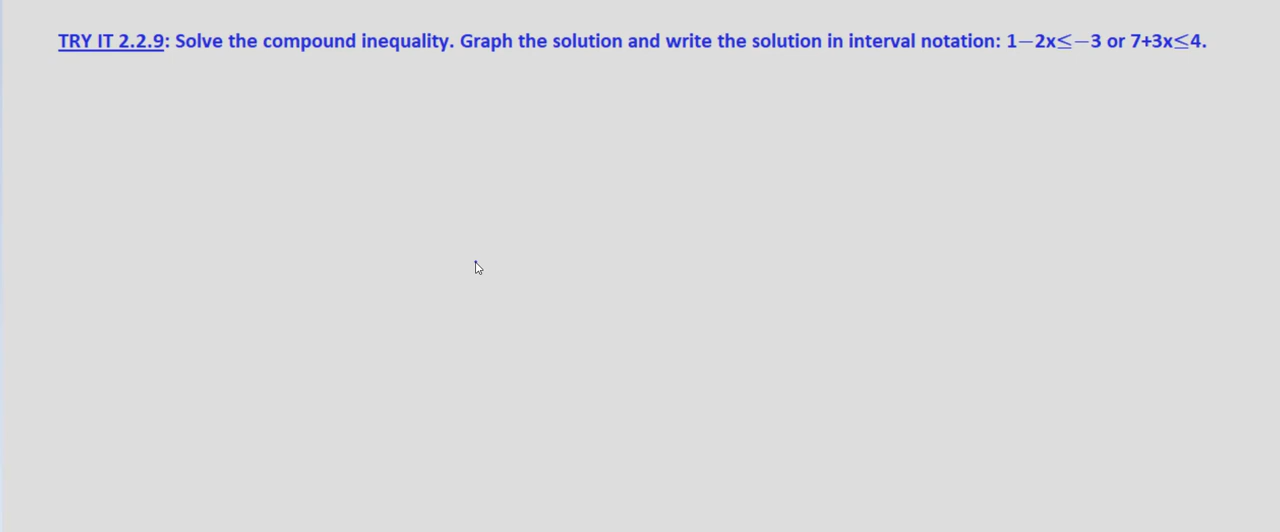 TRY IT 2.2.9: Solve the compound inequality. Graph the solution and write the solution in interval notation: 1−2x≤−3 or 7+3x≤4.